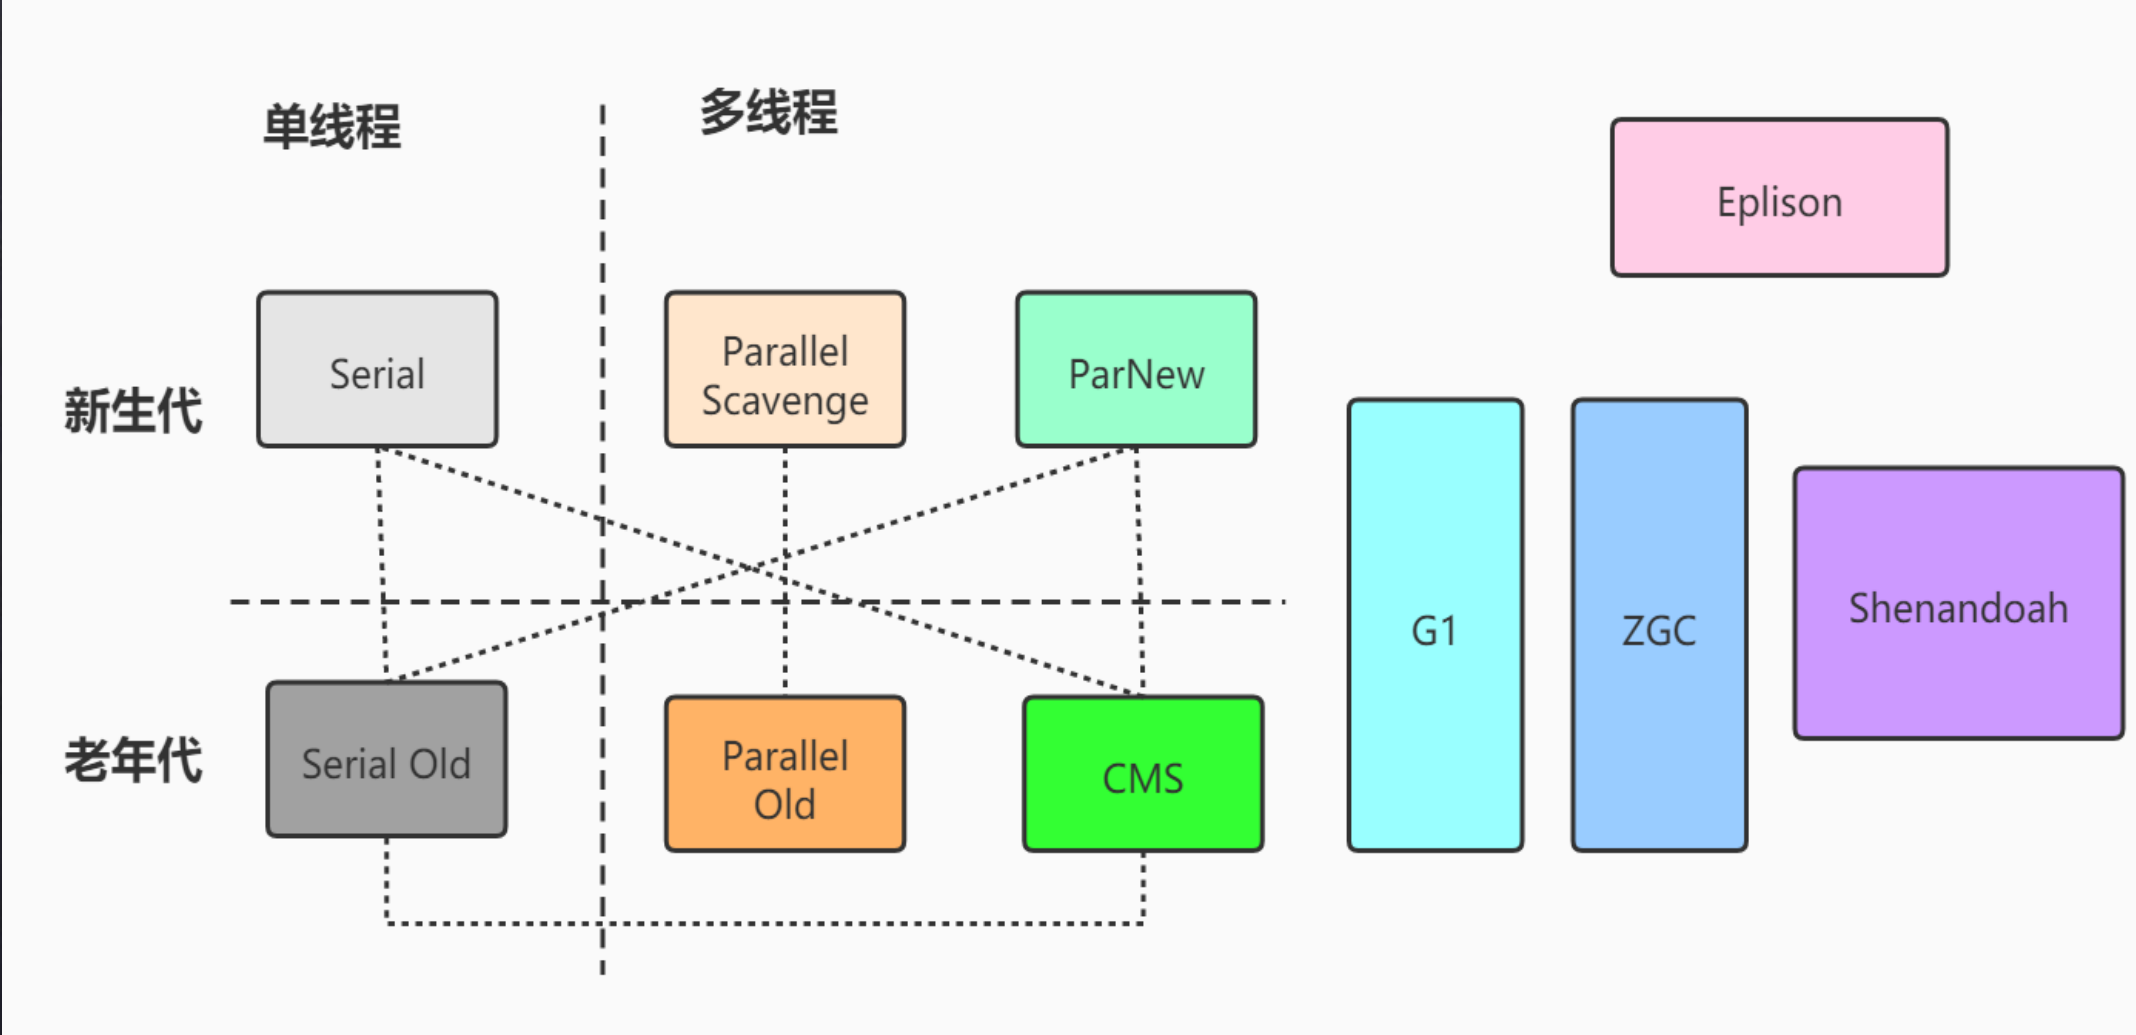 单线程
多线程
Eplison
Serial
Parallel
Scavenge
ParNew
新生代
G1
ZGC
Shenandoah
老年代
Serial Old
Parallel
Old
CMS